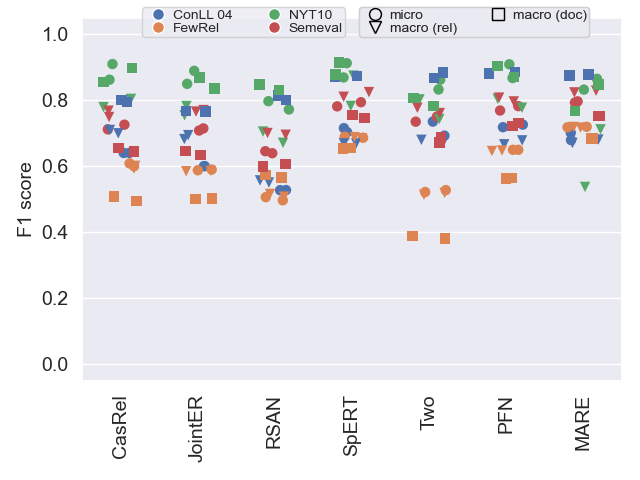 ConLL 04 NYT10 micro macro (doc)
FewRel Semeval macro (rel)
1.0
0.8
0.6
0.4
0.2
0.0
F1 score
CasRel JointER RSAN SpERT Two PFN MARE